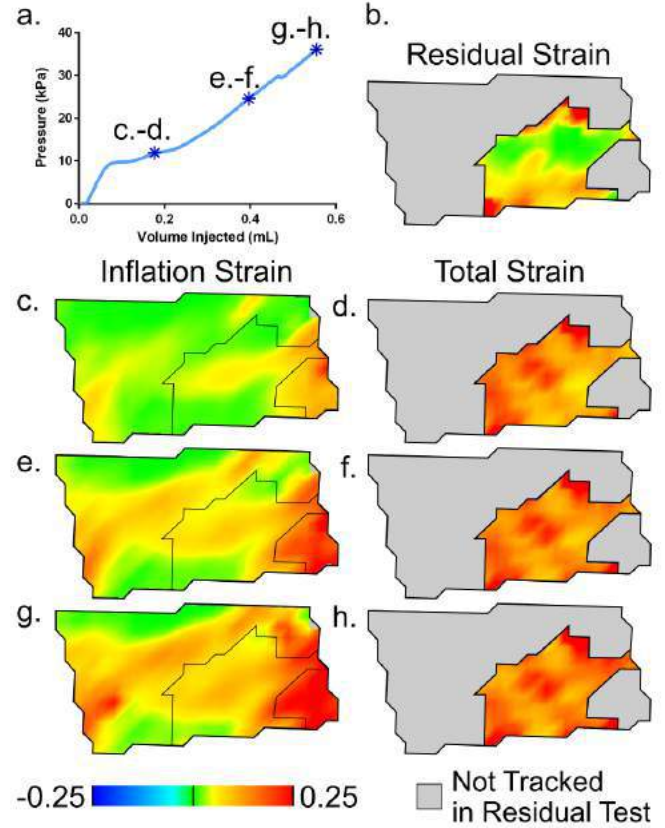 a.
g.-h.
e.-f.
c.-d.
40
30
20
10
0
Pressure (kPa)
0.0 0.2 0.4 0.6
Volume Injected (mL)
b.
Residual Strain
Inflation Strain
Total Strain
c.
d.
e.
f.
g.
h.
-0.25 0.25
Not Tracked
in Residual Test